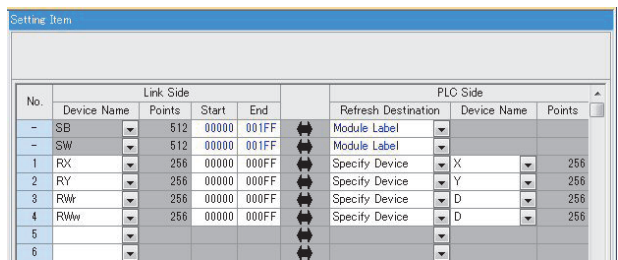 Setting Item
No. Link Side PLC Side
Device Name Points Start End Refresh Destination Device Name Points
- SB 512 00000 001FF Module Label
- SW 512 00000 001FF Module Label
1 RX 256 00000 000FF Specify Device X 256
2 RY 256 00000 000FF Specify Device Y 256
3 RWr 256 00000 000FF Specify Device D 256
4 RWw 256 00000 000FF Specify Device D 256
5
6